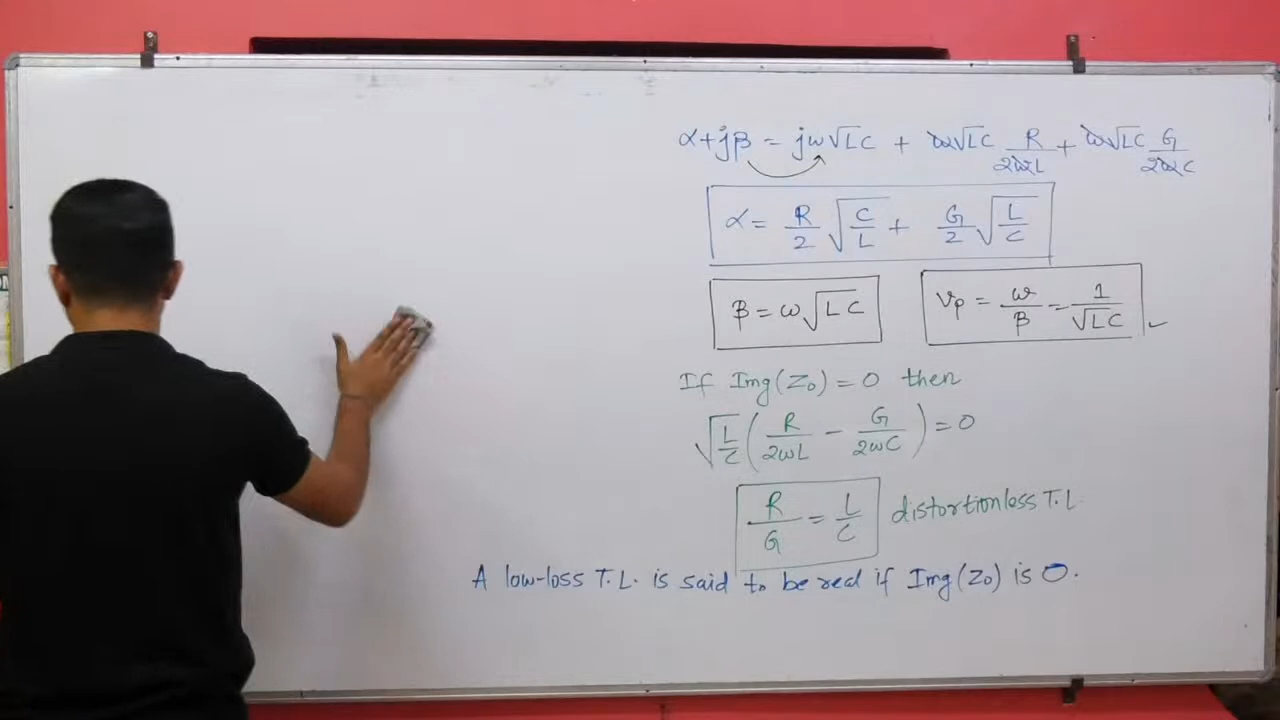 α+jβ = jω√LC + ω√LC R/2ωL + ω√LC G/2ωC
α = R/2 √C/L + G/2 √L/C
β = ω√LC
Vp = ω/β = 1/√LC
If Img(Z₀) = 0 then
√L/C (R/2ωL − G/2ωC) = 0
R/G = L/C distortionless T.L
A low-loss T.L. is said to be real if Img(Z₀) is 0.